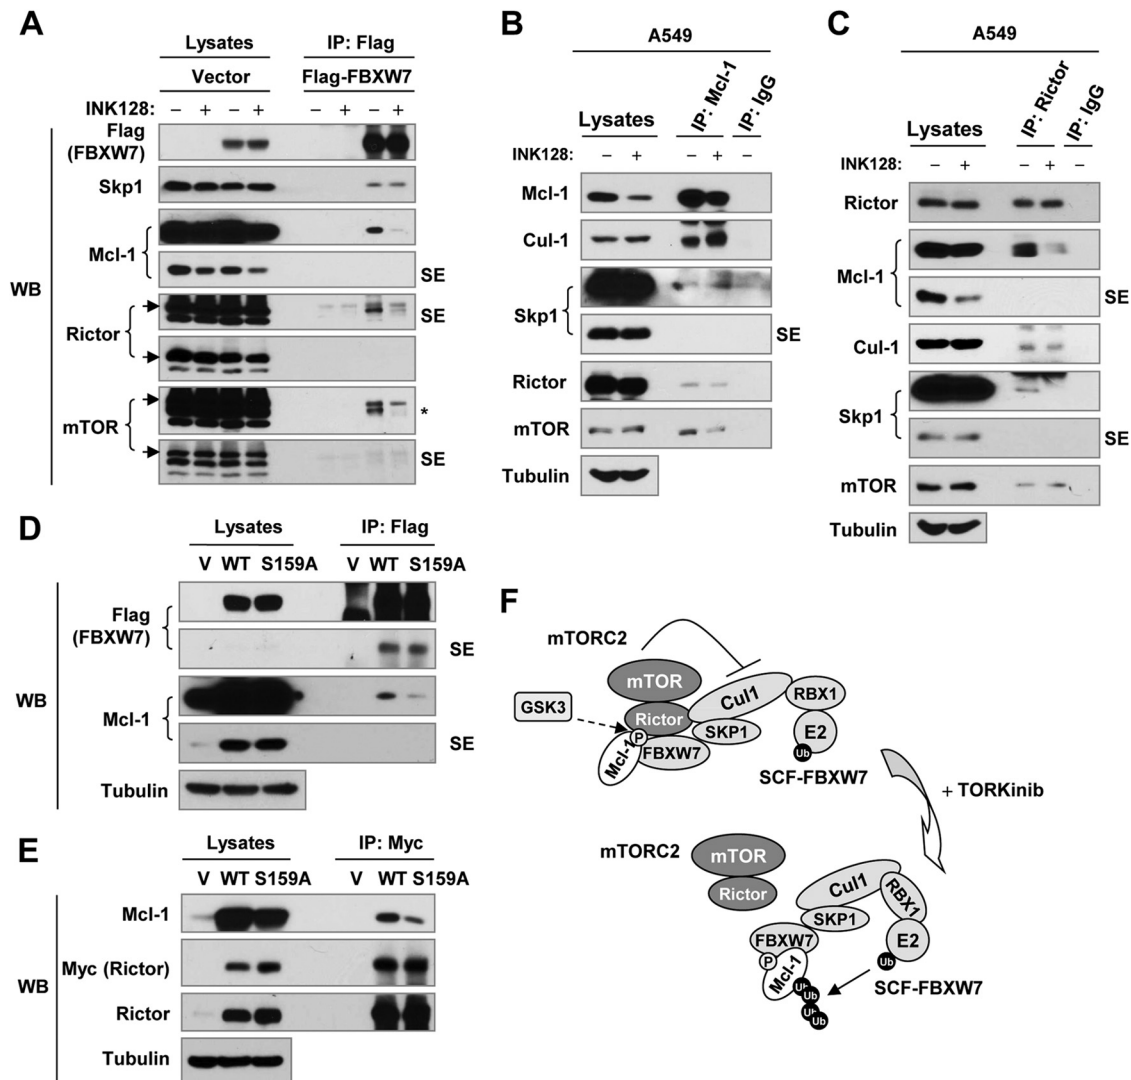 A
Lysates IP: Flag
Vector Flag-FBXW7
INK128: – + – + – + – +
WB
Flag
(FBXW7)
Skp1
Mcl-1
SE
Rictor
SE
mTOR
*
SE
B
A549
Lysates IP: Mcl-1 IP: IgG
INK128: – + – + –
Mcl-1
Cul-1
Skp1
SE
Rictor
mTOR
Tubulin
C
A549
Lysates IP: Rictor IP: IgG
INK128: – + – + –
Rictor
Mcl-1
SE
Cul-1
Skp1
SE
mTOR
Tubulin
D
Lysates IP: Flag
V WT S159A V WT S159A
WB
Flag
(FBXW7)
SE
Mcl-1
SE
Tubulin
E
Lysates IP: Myc
V WT S159A V WT S159A
WB
Mcl-1
Myc (Rictor)
Rictor
Tubulin
F
mTORC2
mTOR
Cul1
RBX1
GSK3
Rictor
SKP1
E2
P
Mcl-1
FBXW7
Ub
SCF-FBXW7
+ TORKinib
mTORC2
mTOR
Rictor
Cul1
RBX1
SKP1
FBXW7
E2
P
Mcl-1
Ub
SCF-FBXW7
Ub
Ub
Ub
Ub